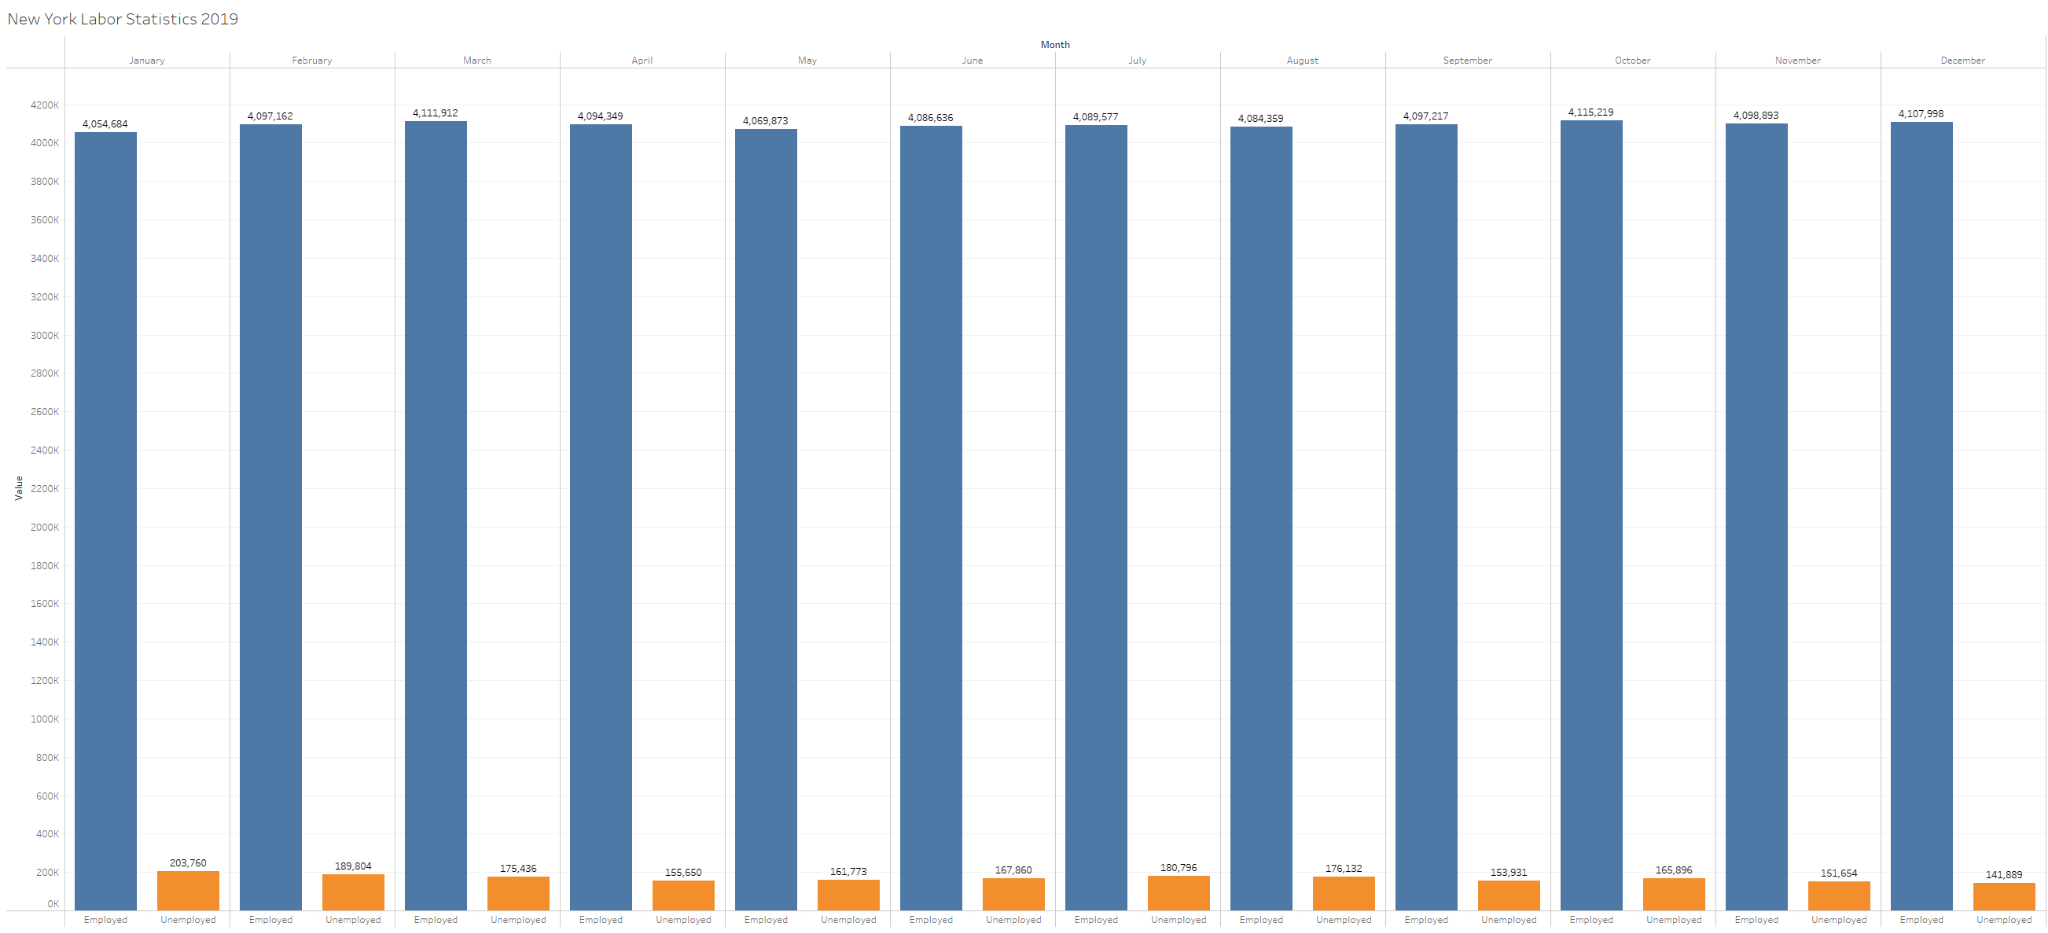 New York Labor Statistics 2019
Month
January February March April May June July August September October November December
4200K
4000K
3800K
3600K
3400K
3200K
3000K
2800K
2600K
2400K
2200K
2000K
1800K
1600K
1400K
1200K
1000K
800K
600K
400K
200K
0K
Value
4,054,684 4,097,162 4,111,912 4,094,349 4,069,873 4,086,636 4,089,577 4,084,359 4,097,217 4,115,219 4,098,893 4,107,998
203,760 189,804 175,436 155,650 161,773 167,860 180,796 176,132 153,931 165,896 151,654 141,889
Employed Unemployed Employed Unemployed Employed Unemployed Employed Unemployed Employed Unemployed Employed Unemployed Employed Unemployed Employed Unemployed Employed Unemployed Employed Unemployed Employed Unemployed Employed Unemployed